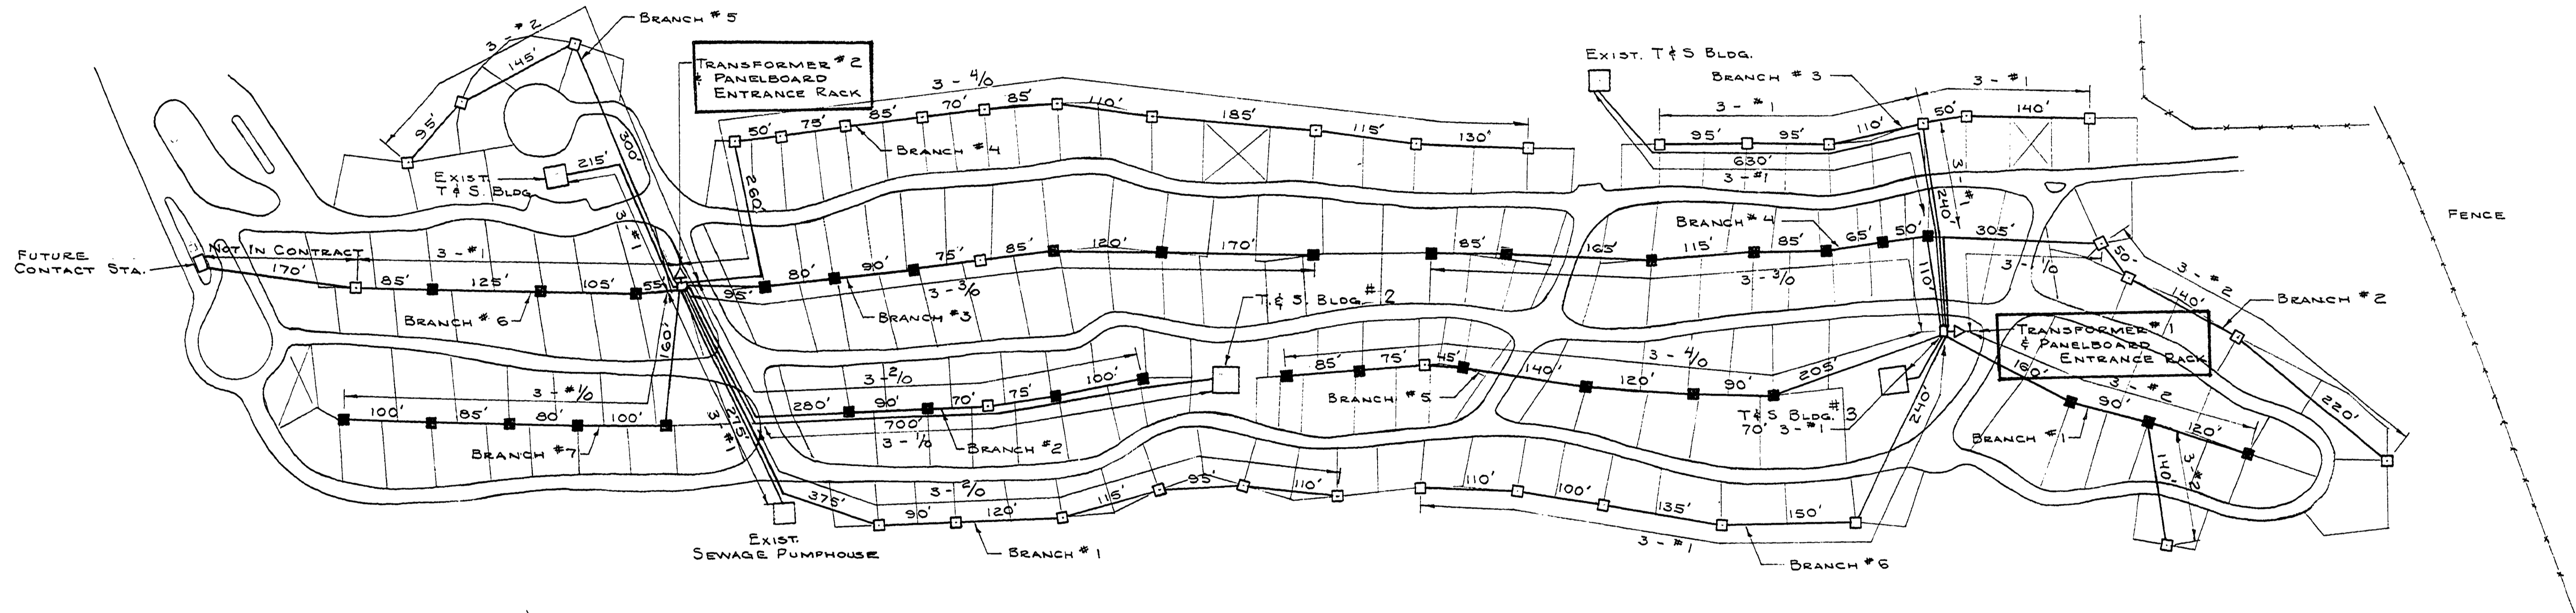 BRANCH # 5
3 - #2
145'
95'
TRANSFORMER # 2
& PANELBOARD
ENTRANCE RACK
3 - 4/0
50'
75'
85'
70'
85'
110'
185'
115'
130'
BRANCH #4
260'
300'
215'
EXIST.
T & S. BLDG.
3 - #1
EXIST. T & S BLDG.
BRANCH # 3
3 - #1
3 - #1
95'
95'
110'
50'
140'
630'
3 - #1
3 - #1
240'
FENCE
FUTURE
CONTACT STA.
NOT IN CONTRACT
170'
3 - #1
85'
125'
105'
55'
BRANCH # 6
95'
80'
90'
75'
85'
120'
170'
3 - 3/0
BRANCH #3
BRANCH # 4
85'
165'
115'
85'
65'
50'
305'
3 - 3/0
110'
3 - 1/0
50'
3 - #2
140'
BRANCH # 2
220'
T. & S. BLDG. # 2
TRANSFORMER # 1
& PANELBOARD
ENTRANCE RACK
160'
3 - #1/0
100'
85'
80'
100'
BRANCH #7
3 - #1
275'
3 - 2/0
280'
90'
70'
75'
100'
700'
3 - 1/0
BRANCH #2
85'
75'
45'
3 - 4/0
140'
120'
90'
205'
BRANCH #5
T & S BLDG. # 3
70' 3 - #1
240'
160'
3 - #2
90'
120'
BRANCH # 1
140'
3 - #2
375'
3 - 2/0
90'
120'
115'
95'
110'
BRANCH # 1
EXIST.
SEWAGE PUMPHOUSE
110'
100'
135'
150'
3 - #1
BRANCH # 6